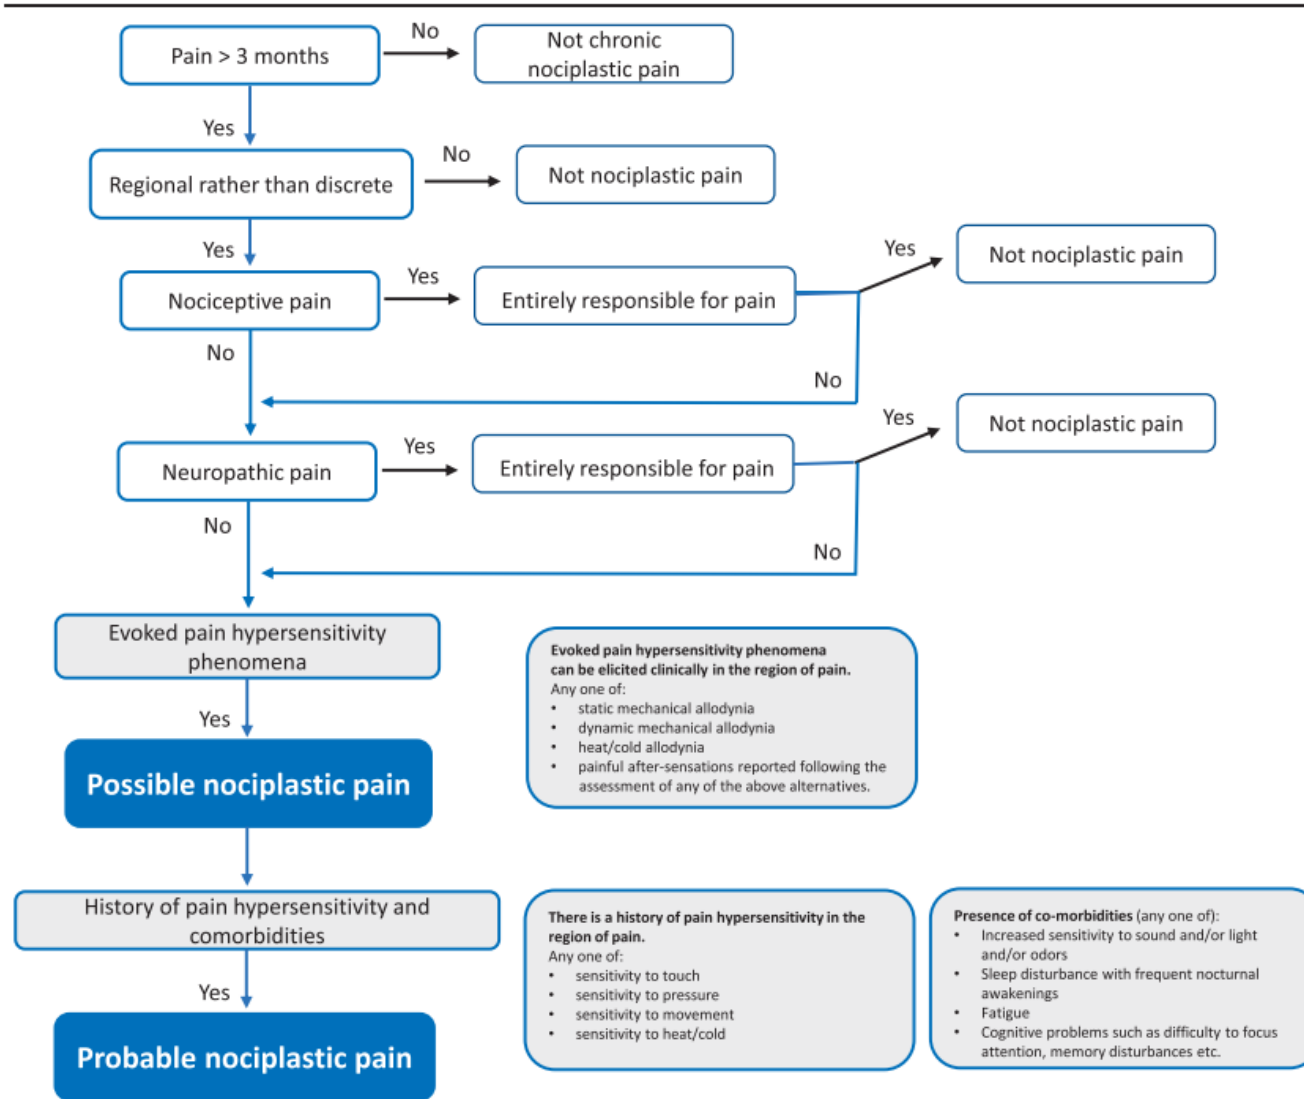 Pain > 3 months
No
Not chronic
nociplastic pain
Yes
Regional rather than discrete
No
Not nociplastic pain
Yes
Nociceptive pain
Yes
Entirely responsible for pain
Yes
Not nociplastic pain
No
No
Neuropathic pain
Yes
Entirely responsible for pain
Yes
Not nociplastic pain
No
No
Evoked pain hypersensitivity
phenomena
Evoked pain hypersensitivity phenomena
can be elicited clinically in the region of pain.
Any one of:
• static mechanical allodynia
• dynamic mechanical allodynia
• heat/cold allodynia
• painful after-sensations reported following the
assessment of any of the above alternatives.
Yes
Possible nociplastic pain
History of pain hypersensitivity and
comorbidities
There is a history of pain hypersensitivity in the
region of pain.
Any one of:
• sensitivity to touch
• sensitivity to pressure
• sensitivity to movement
• sensitivity to heat/cold
Presence of co-morbidities (any one of):
• Increased sensitivity to sound and/or light
and/or odors
• Sleep disturbance with frequent nocturnal
awakenings
• Fatigue
• Cognitive problems such as difficulty to focus
attention, memory disturbances etc.
Yes
Probable nociplastic pain